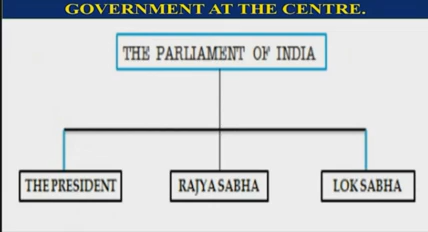 GOVERNMENT AT THE CENTRE.
THE PARLIAMENT OF INDIA
THE PRESIDENT
RAJYA SABHA
LOK SABHA